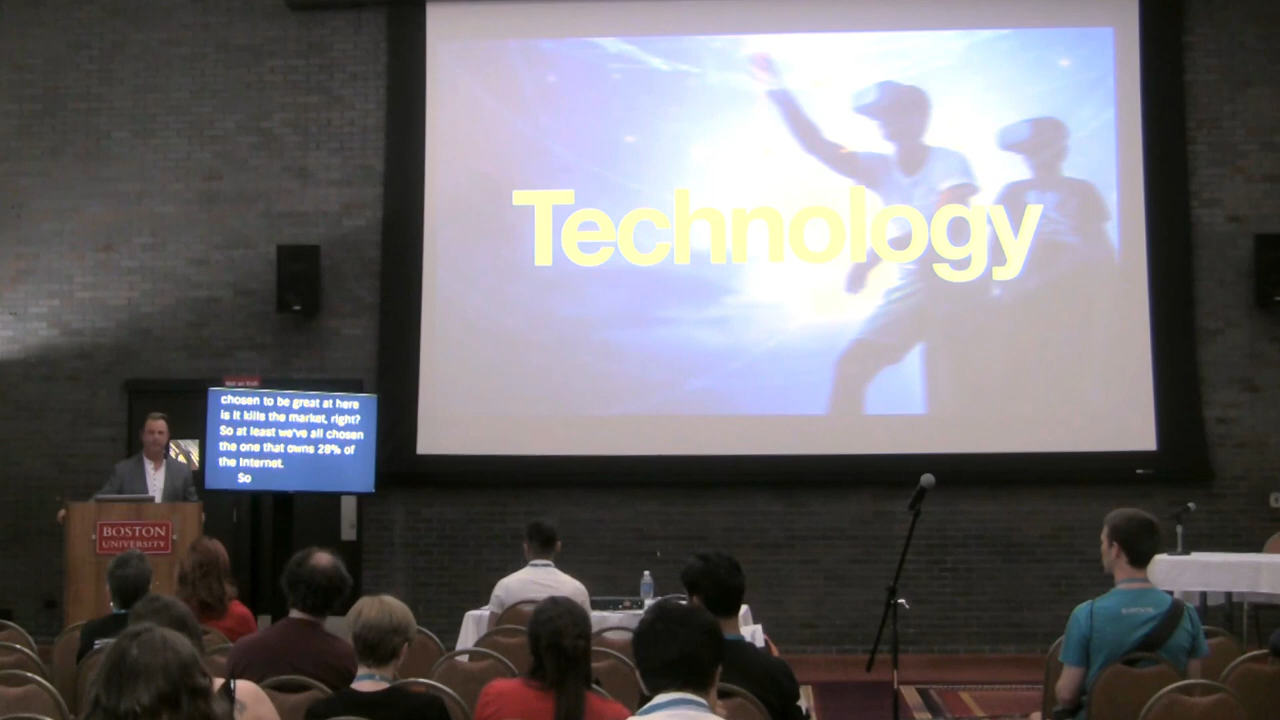 Technology
chosen to be great at here
is it kills the market, right?
So at least we've all chosen
the one that owns 28% of
the Internet.
So
BOSTON
UNIVERSITY